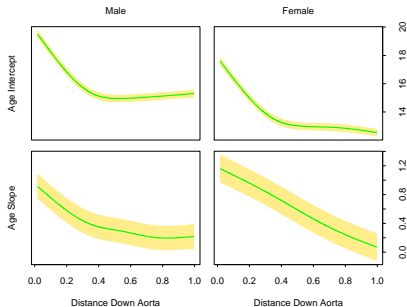 Male Female
Age Intercept
14 16 18 20
Age Slope
0.0 0.4 0.8 1.2
0.0 0.2 0.4 0.6 0.8 1.0 0.0 0.2 0.4 0.6 0.8 1.0
Distance Down Aorta Distance Down Aorta